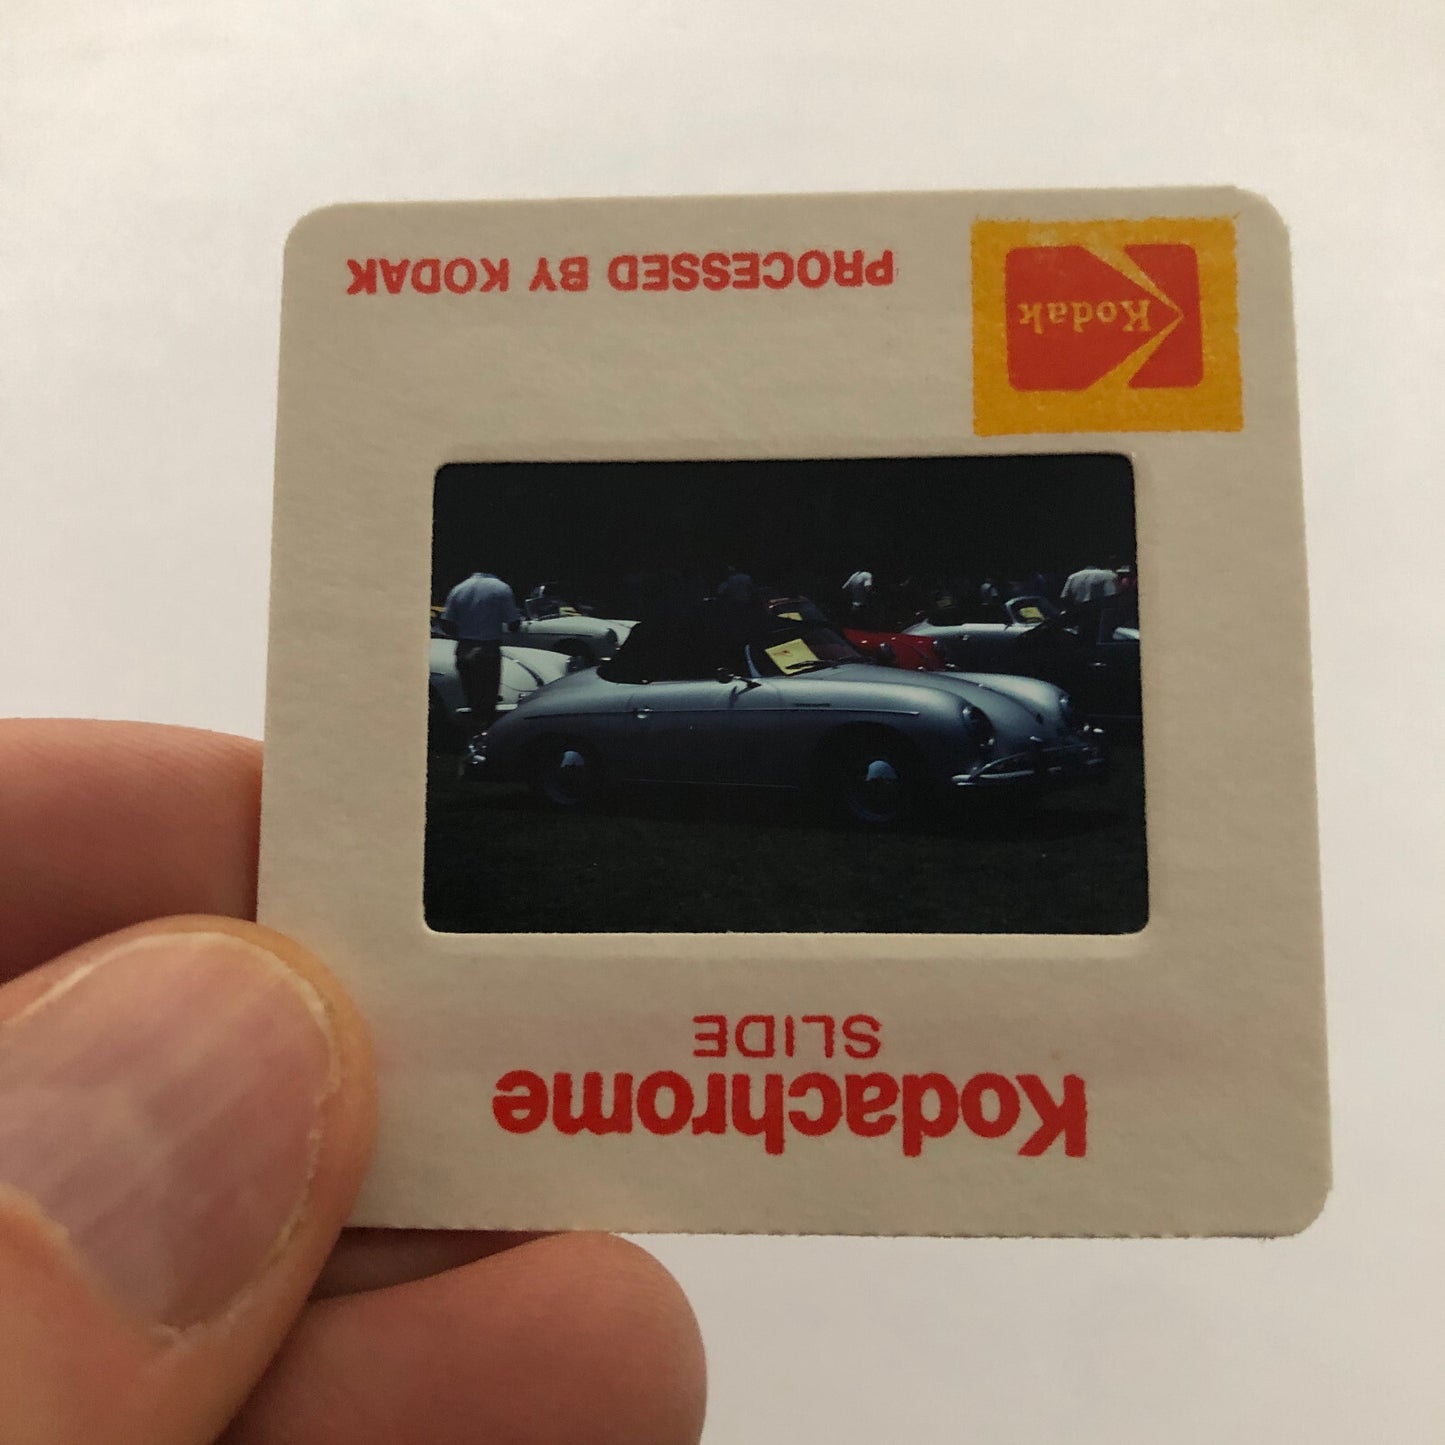 Kodachrome
SLIDE
Kodak
PROCESSED BY KODAK